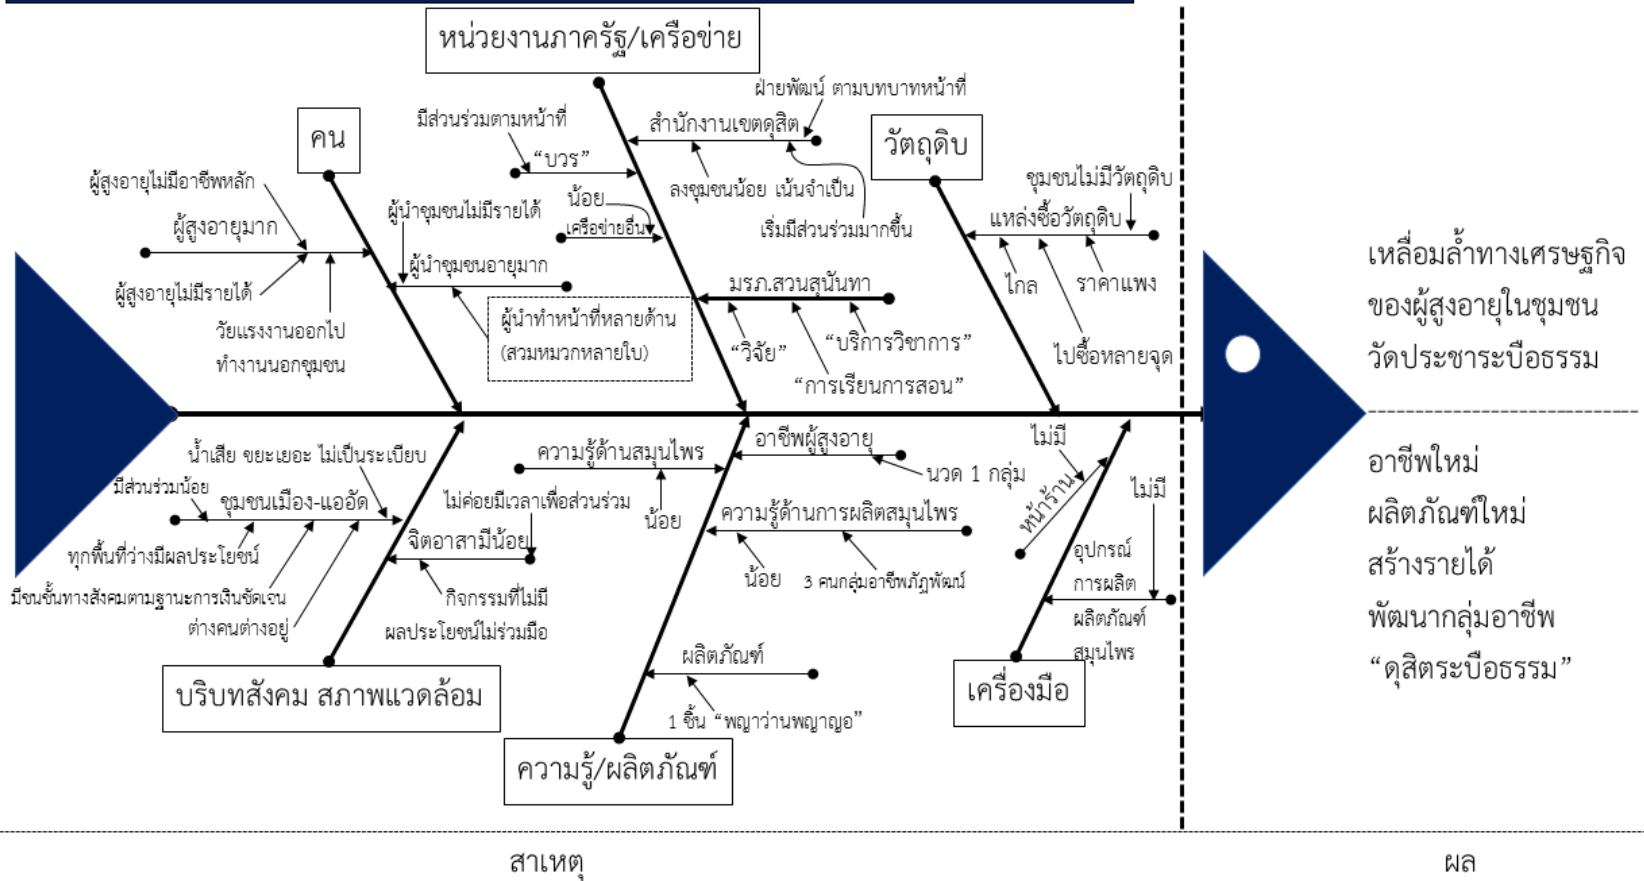 หน่วยงานภาครัฐ/เครือข่าย
ฝ่ายพัฒน์ ตามบทบาทหน้าที่
มีส่วนร่วมตามหน้าที่
สำนักงานเขตดุสิต
คน
วัตถุดิบ
“บวร”
ผู้สูงอายุไม่มีอาชีพหลัก
ลงชุมชนน้อย เน้นจำเป็น
ชุมชนไม่มีวัตถุดิบ
น้อย
ผู้นำชุมชนไม่มีรายได้
แหล่งซื้อวัตถุดิบ
ผู้สูงอายุมาก
เครือข่ายอื่น
เริ่มมีส่วนร่วมมากขึ้น
ผู้นำชุมชนอายุมาก
ผู้สูงอายุไม่มีรายได้
มรภ.สวนสุนันทา
ไกล
ราคาแพง
วัยแรงงานออกไป
ทำงานนอกชุมชน
ผู้นำทำหน้าที่หลายด้าน
(สวมหมวกหลายใบ)
“วิจัย”
“บริการวิชาการ”
“การเรียนการสอน”
ไปซื้อหลายจุด
เหลื่อมล้ำทางเศรษฐกิจ
ของผู้สูงอายุในชุมชน
วัดประชาระบือธรรม
น้ำเสีย ขยะเยอะ ไม่เป็นระเบียบ
ความรู้ด้านสมุนไพร
อาชีพผู้สูงอายุ
ไม่มี
มีส่วนร่วมน้อย
นวด 1 กลุ่ม
ชุมชนเมือง-แออัด
ไม่ค่อยมีเวลาเพื่อส่วนร่วม
หน้าร้าน
ไม่มี
น้อย
ความรู้ด้านการผลิตสมุนไพร
ทุกพื้นที่ว่างมีผลประโยชน์
จิตอาสามีน้อย
น้อย
3 คนกลุ่มอาชีพภัฏพัฒน์
อุปกรณ์
การผลิต
ผลิตภัณฑ์
สมุนไพร
มีชนชั้นทางสังคมตามฐานะการเงินชัดเจน
ต่างคนต่างอยู่
กิจกรรมที่ไม่มี
ผลประโยชน์ไม่ร่วมมือ
ผลิตภัณฑ์
1 ชิ้น “พญาว่านพญาญอ”
บริบทสังคม สภาพแวดล้อม
เครื่องมือ
ความรู้/ผลิตภัณฑ์
อาชีพใหม่
ผลิตภัณฑ์ใหม่
สร้างรายได้
พัฒนากลุ่มอาชีพ
“ดุสิตระบือธรรม”
สาเหตุ
ผล